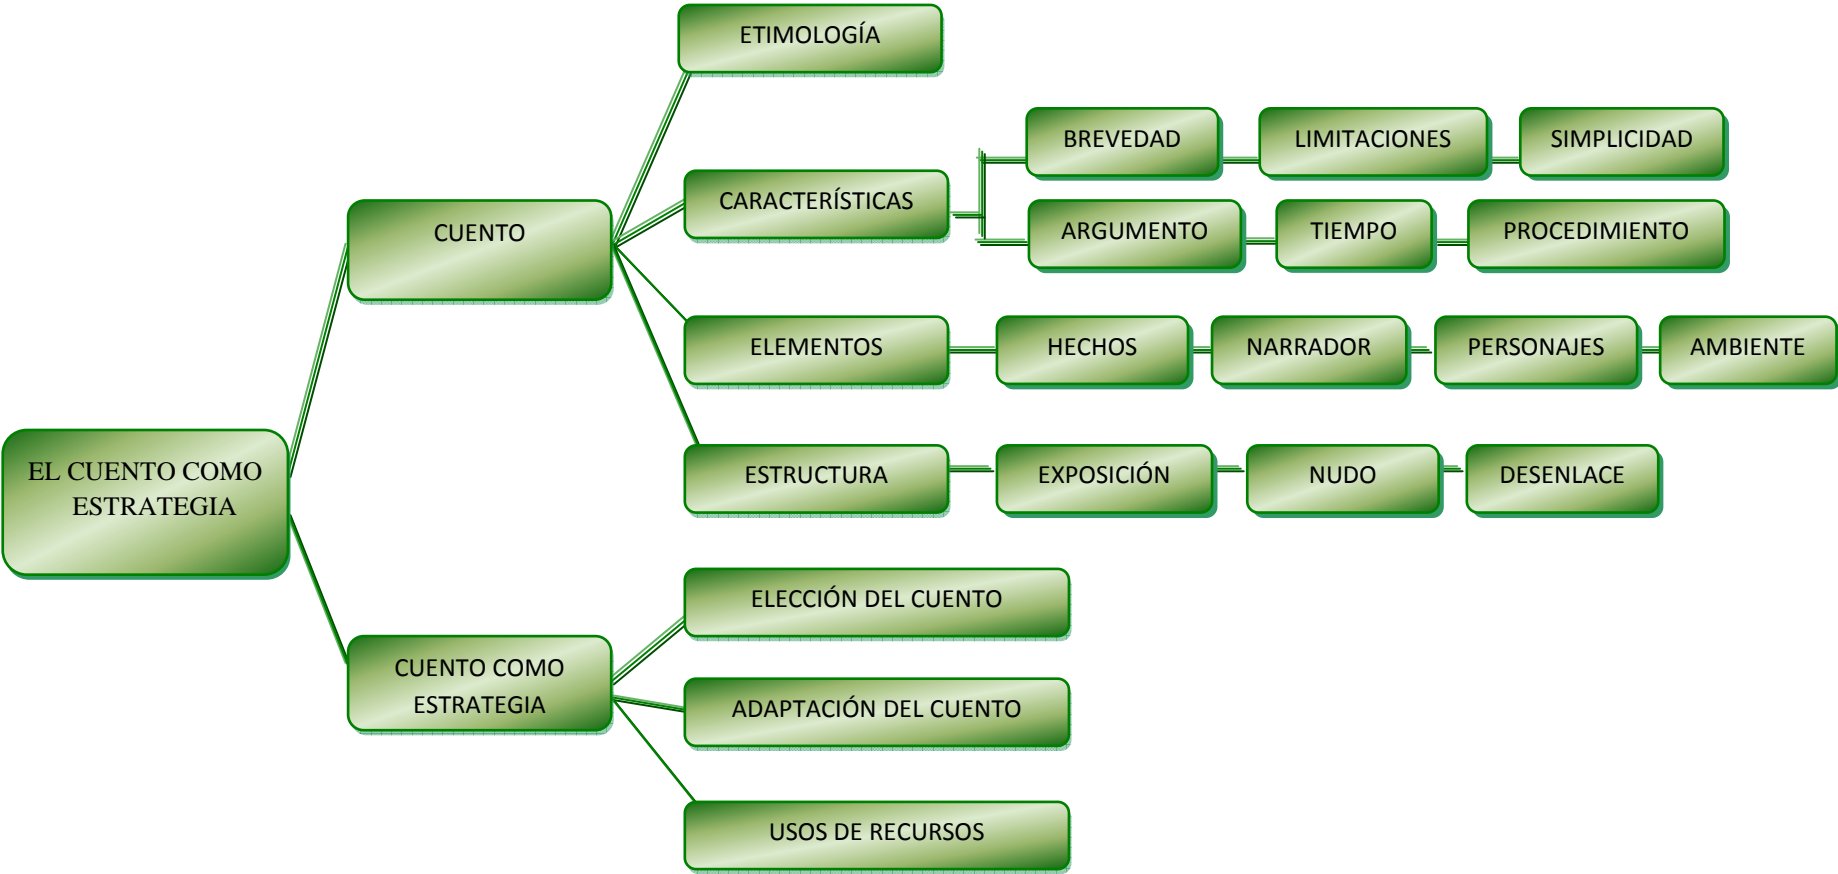 ETIMOLOGÍA
BREVEDAD
LIMITACIONES
SIMPLICIDAD
CARACTERÍSTICAS
ARGUMENTO
TIEMPO
PROCEDIMIENTO
CUENTO
ELEMENTOS
HECHOS
NARRADOR
PERSONAJES
AMBIENTE
EL CUENTO COMO
ESTRATEGIA
ESTRUCTURA
EXPOSICIÓN
NUDO
DESENLACE
CUENTO COMO
ESTRATEGIA
ELECCIÓN DEL CUENTO
ADAPTACIÓN DEL CUENTO
USOS DE RECURSOS